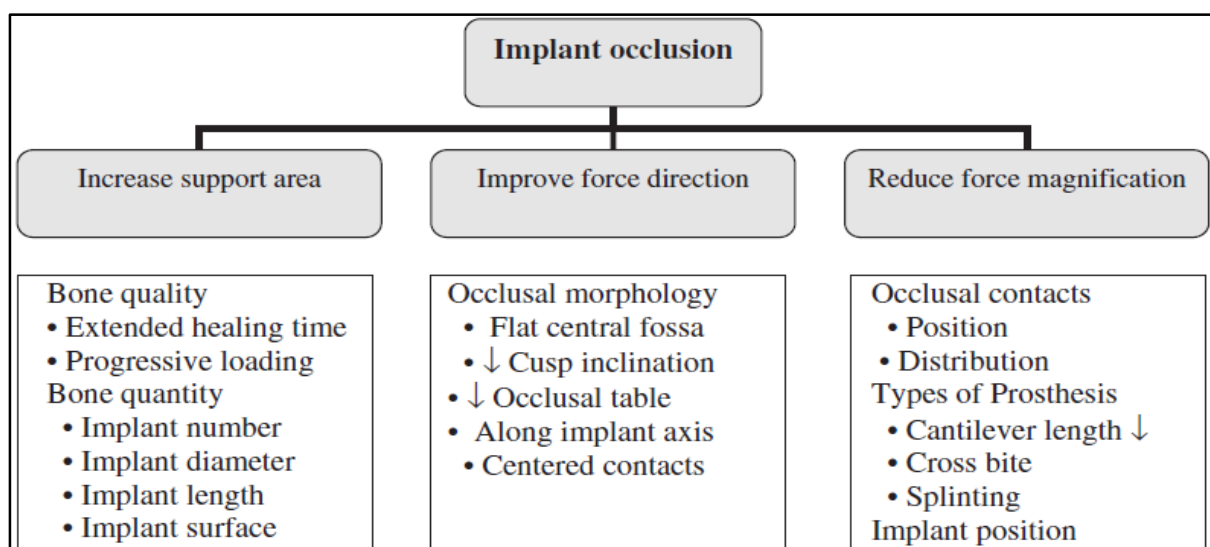 Implant occlusion
Increase support area
Improve force direction
Reduce force magnification
Bone quality
• Extended healing time
• Progressive loading
Bone quantity
• Implant number
• Implant diameter
• Implant length
• Implant surface
Occlusal morphology
• Flat central fossa
• ↓ Cusp inclination
• ↓ Occlusal table
• Along implant axis
• Centered contacts
Occlusal contacts
• Position
• Distribution
Types of Prosthesis
• Cantilever length ↓
• Cross bite
• Splinting
Implant position